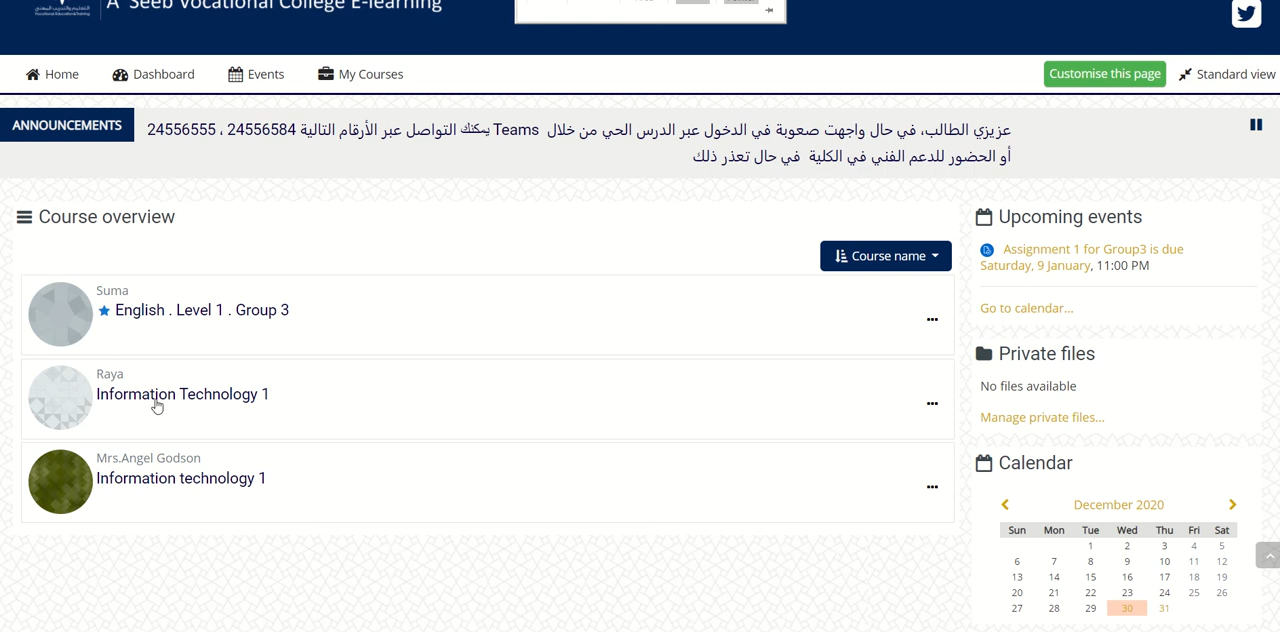 A' Seeb Vocational College E-learning
Home
Dashboard
Events
My Courses
Customise this page
Standard view
ANNOUNCEMENTS
عزيزي الطالب، في حال واجهت صعوبة في الدخول عبر الدرس الحي من خلال Teams يمكنك التواصل عبر الأرقام التالية 24556584 ، 24556555
أو الحضور للدعم الفني في الكلية في حال تعذر ذلك
Course overview
Course name
Suma
English . Level 1 . Group 3
Raya
Information Technology 1
Mrs.Angel Godson
Information technology 1
Upcoming events
Assignment 1 for Group3 is due
Saturday, 9 January, 11:00 PM
Go to calendar...
Private files
No files available
Manage private files...
Calendar
December 2020
Sun Mon Tue Wed Thu Fri Sat
1 2 3 4 5
6 7 8 9 10 11 12
13 14 15 16 17 18 19
20 21 22 23 24 25 26
27 28 29 30 31